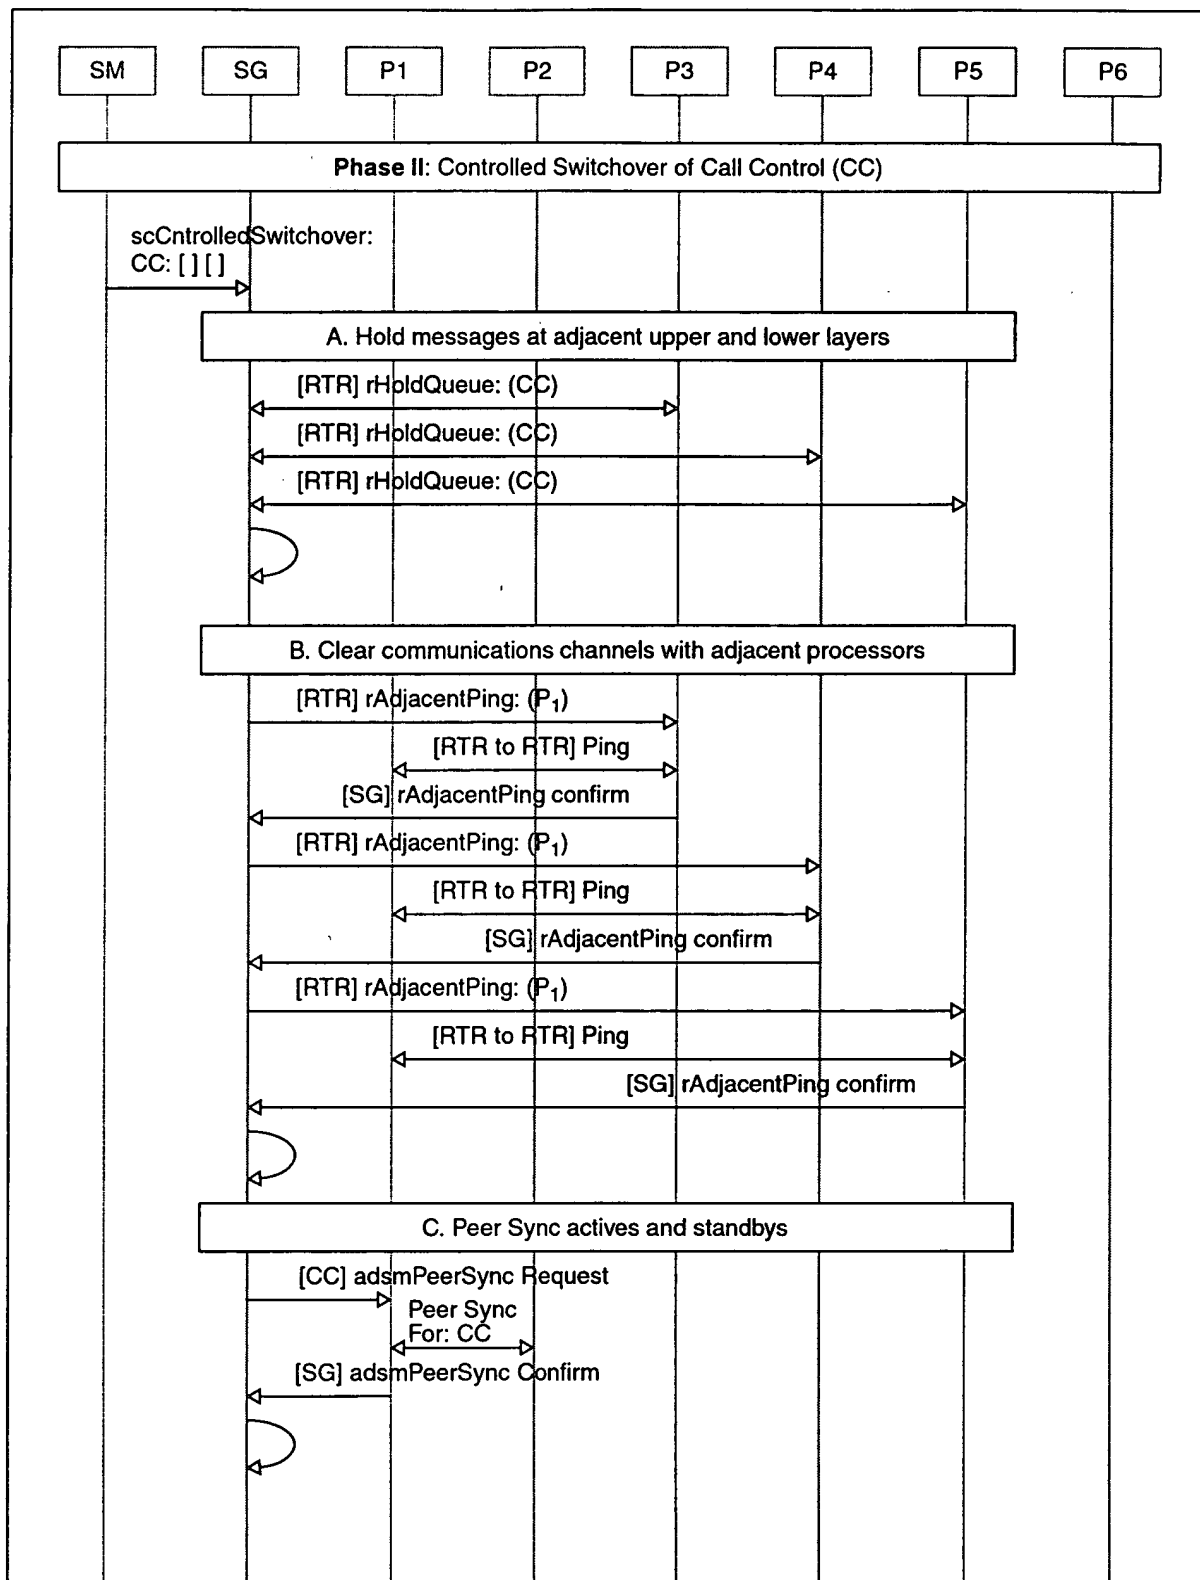 SM SG P1 P2 P3 P4 P5 P6
Phase II: Controlled Switchover of Call Control (CC)
scCntrolledSwitchover:
CC: [ ] [ ]
A. Hold messages at adjacent upper and lower layers
[RTR] rHoldQueue: (CC)
[RTR] rHoldQueue: (CC)
[RTR] rHoldQueue: (CC)
B. Clear communications channels with adjacent processors
[RTR] rAdjacentPing: (P1)
[RTR to RTR] Ping
[SG] rAdjacentPing confirm
[RTR] rAdjacentPing: (P1)
[RTR to RTR] Ping
[SG] rAdjacentPing confirm
[RTR] rAdjacentPing: (P1)
[RTR to RTR] Ping
[SG] rAdjacentPing confirm
C. Peer Sync actives and standbys
[CC] adsmPeerSync Request
Peer Sync
For: CC
[SG] adsmPeerSync Confirm